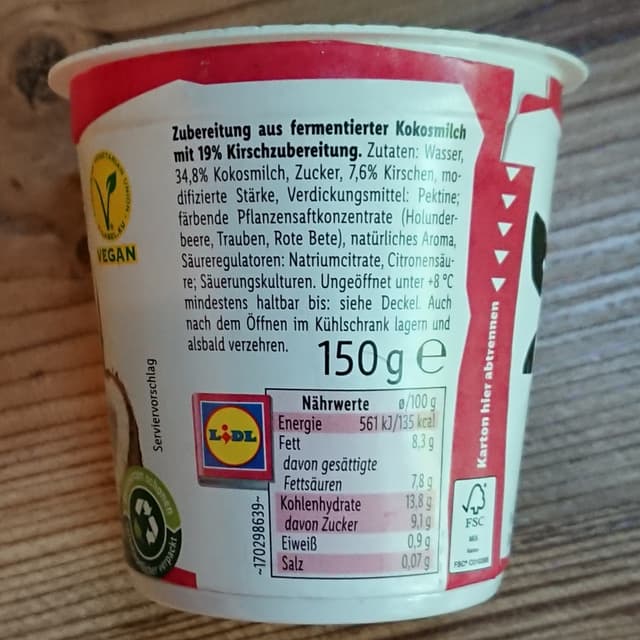 Zubereitung aus fermentierter Kokosmilch
mit 19% Kirschzubereitung. Zutaten: Wasser,
34,8% Kokosmilch, Zucker, 7,6% Kirschen, mo-
difizierte Stärke, Verdickungsmittel: Pektine;
färbende Pflanzensaftkonzentrate (Holunder-
beere, Trauben, Rote Bete), natürliches Aroma,
Säureregulatoren: Natriumcitrate, Citronensäu-
re; Säuerungskulturen. Ungeöffnet unter +8 °C
mindestens haltbar bis: siehe Deckel. Auch
nach dem Öffnen im Kühlschrank lagern und
alsbald verzehren.
150 g e
VEGAN
Serviervorschlag
LIDL
~170298639~
Nährwerte ø/100 g
Energie 561 kJ/135 kcal
Fett 8,3 g
davon gesättigte
Fettsäuren 7,8 g
Kohlenhydrate 13,8 g
davon Zucker 9,1 g
Eiweiß 0,9 g
Salz 0,07 g
Karton hier abtrennen
FSC